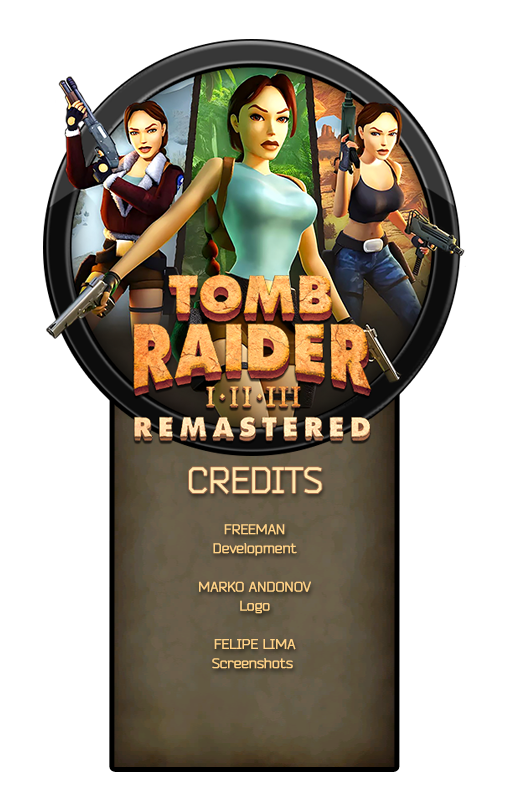 TOMB
RAIDER
I·II·III
REMASTERED
CREDITS
FREEMAN
Development
MARKO ANDONOV
Logo
FELIPE LIMA
Screenshots